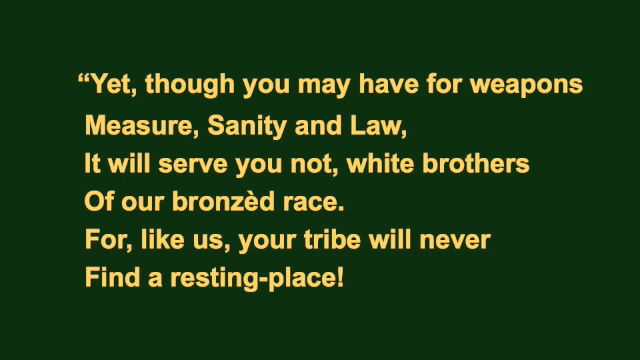 “Yet, though you may have for weapons
Measure, Sanity and Law,
It will serve you not, white brothers
Of our bronzèd race.
For, like us, your tribe will never
Find a resting-place!